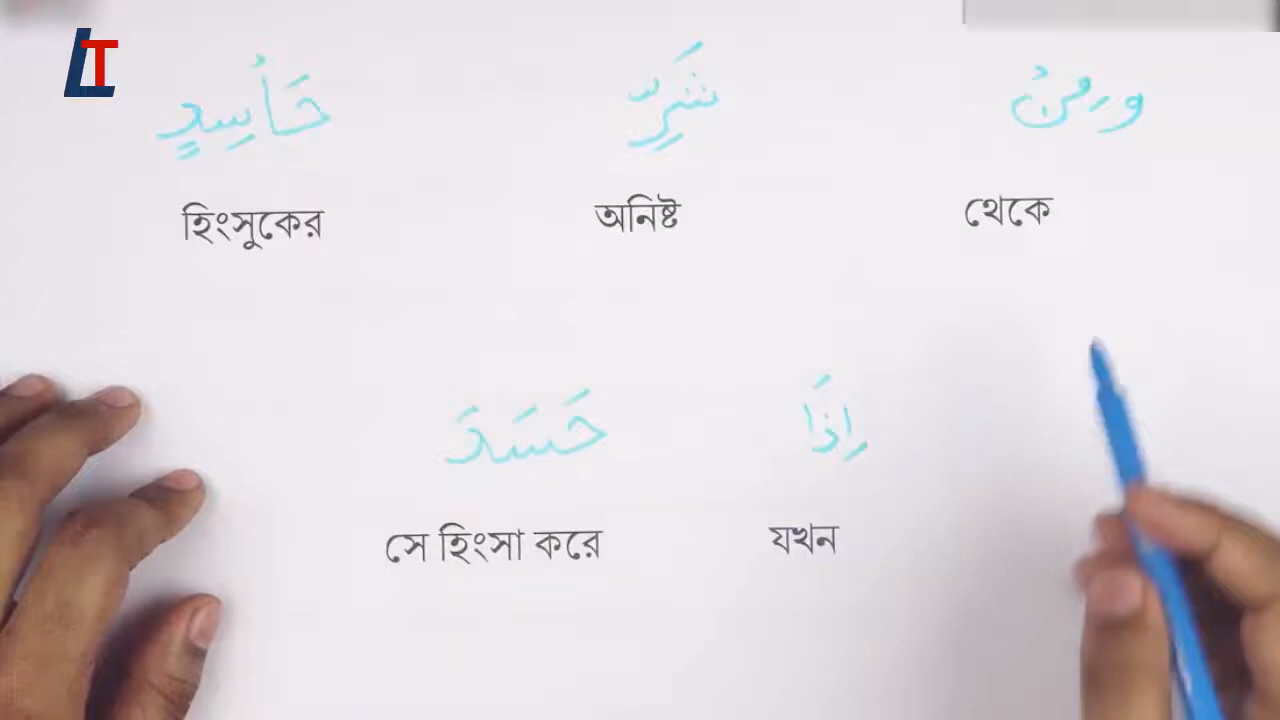 LT
وَمِنْ شَرِّ حَاسِدٍ
থেকে অনিষ্ট হিংসুকের
اِذَا حَسَدَ
যখন সে হিংসা করে